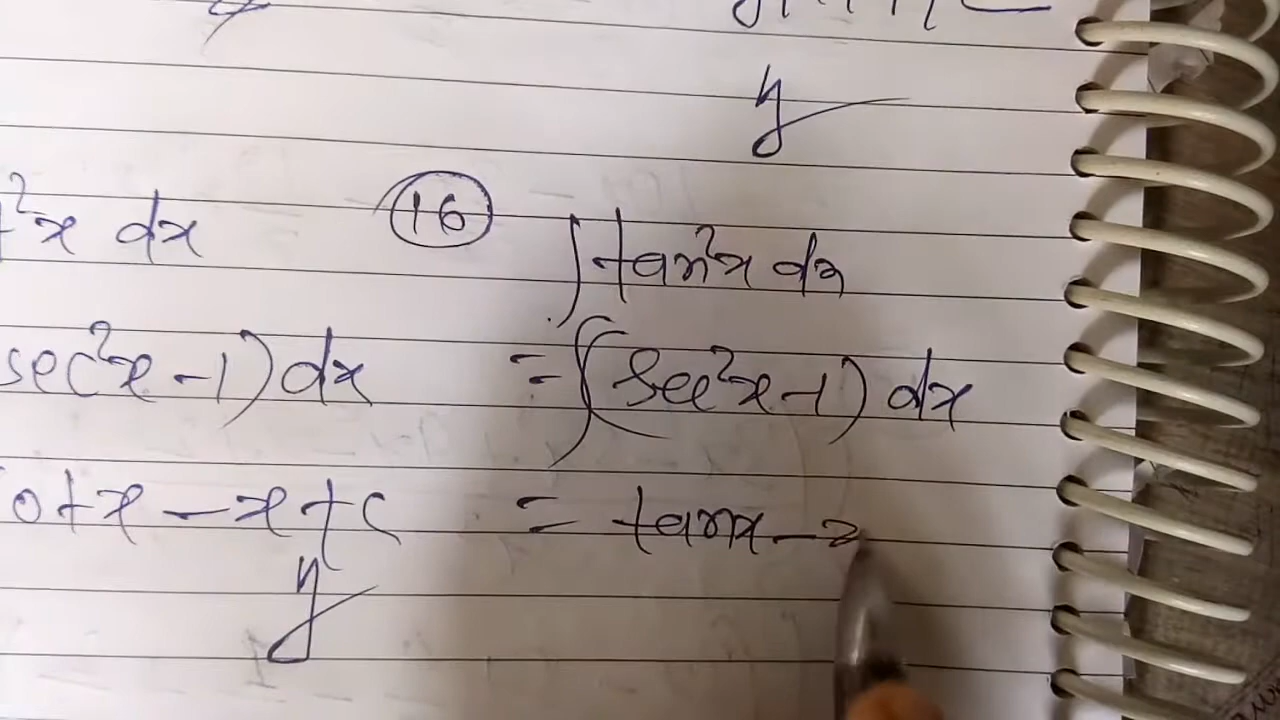 ²x dx
sec²x - 1) dx
otx - x + c
(16) ∫ tan²x dx
= ∫ (sec²x - 1) dx
= tanx - x